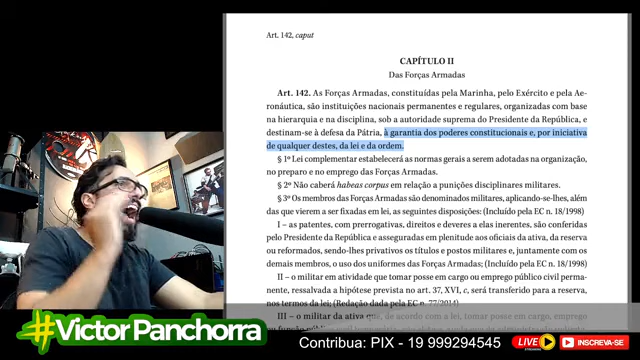 Art. 142, caput
CAPÍTULO II
Das Forças Armadas
Art. 142. As Forças Armadas, constituídas pela Marinha, pelo Exército e pela Ae-
ronáutica, são instituições nacionais permanentes e regulares, organizadas com base
na hierarquia e na disciplina, sob a autoridade suprema do Presidente da República, e
destinam-se à defesa da Pátria, à garantia dos poderes constitucionais e, por iniciativa
de qualquer destes, da lei e da ordem.
§ 1º Lei complementar estabelecerá as normas gerais a serem adotadas na organização,
no preparo e no emprego das Forças Armadas.
§ 2º Não caberá habeas corpus em relação a punições disciplinares militares.
§ 3º Os membros das Forças Armadas são denominados militares, aplicando-se-lhes, além
das que vierem a ser fixadas em lei, as seguintes disposições: (Incluído pela EC n. 18/1998)
I – as patentes, com prerrogativas, direitos e deveres a elas inerentes, são conferidas
pelo Presidente da República e asseguradas em plenitude aos oficiais da ativa, da reserva
ou reformados, sendo-lhes privativos os títulos e postos militares e, juntamente com os
demais membros, o uso dos uniformes das Forças Armadas; (Incluído pela EC n. 18/1998)
II – o militar em atividade que tomar posse em cargo ou emprego público civil perma-
nente, ressalvada a hipótese prevista no art. 37, XVI, c, será transferido para a reserva,
nos termos da lei; (Redação dada pela EC n. 77/2014)
III – o militar da ativa que, de acordo com a lei, tomar posse em cargo, emprego
#VictorPanchorra
Contribua: PIX - 19 999294545
LIVE
INSCREVA-SE